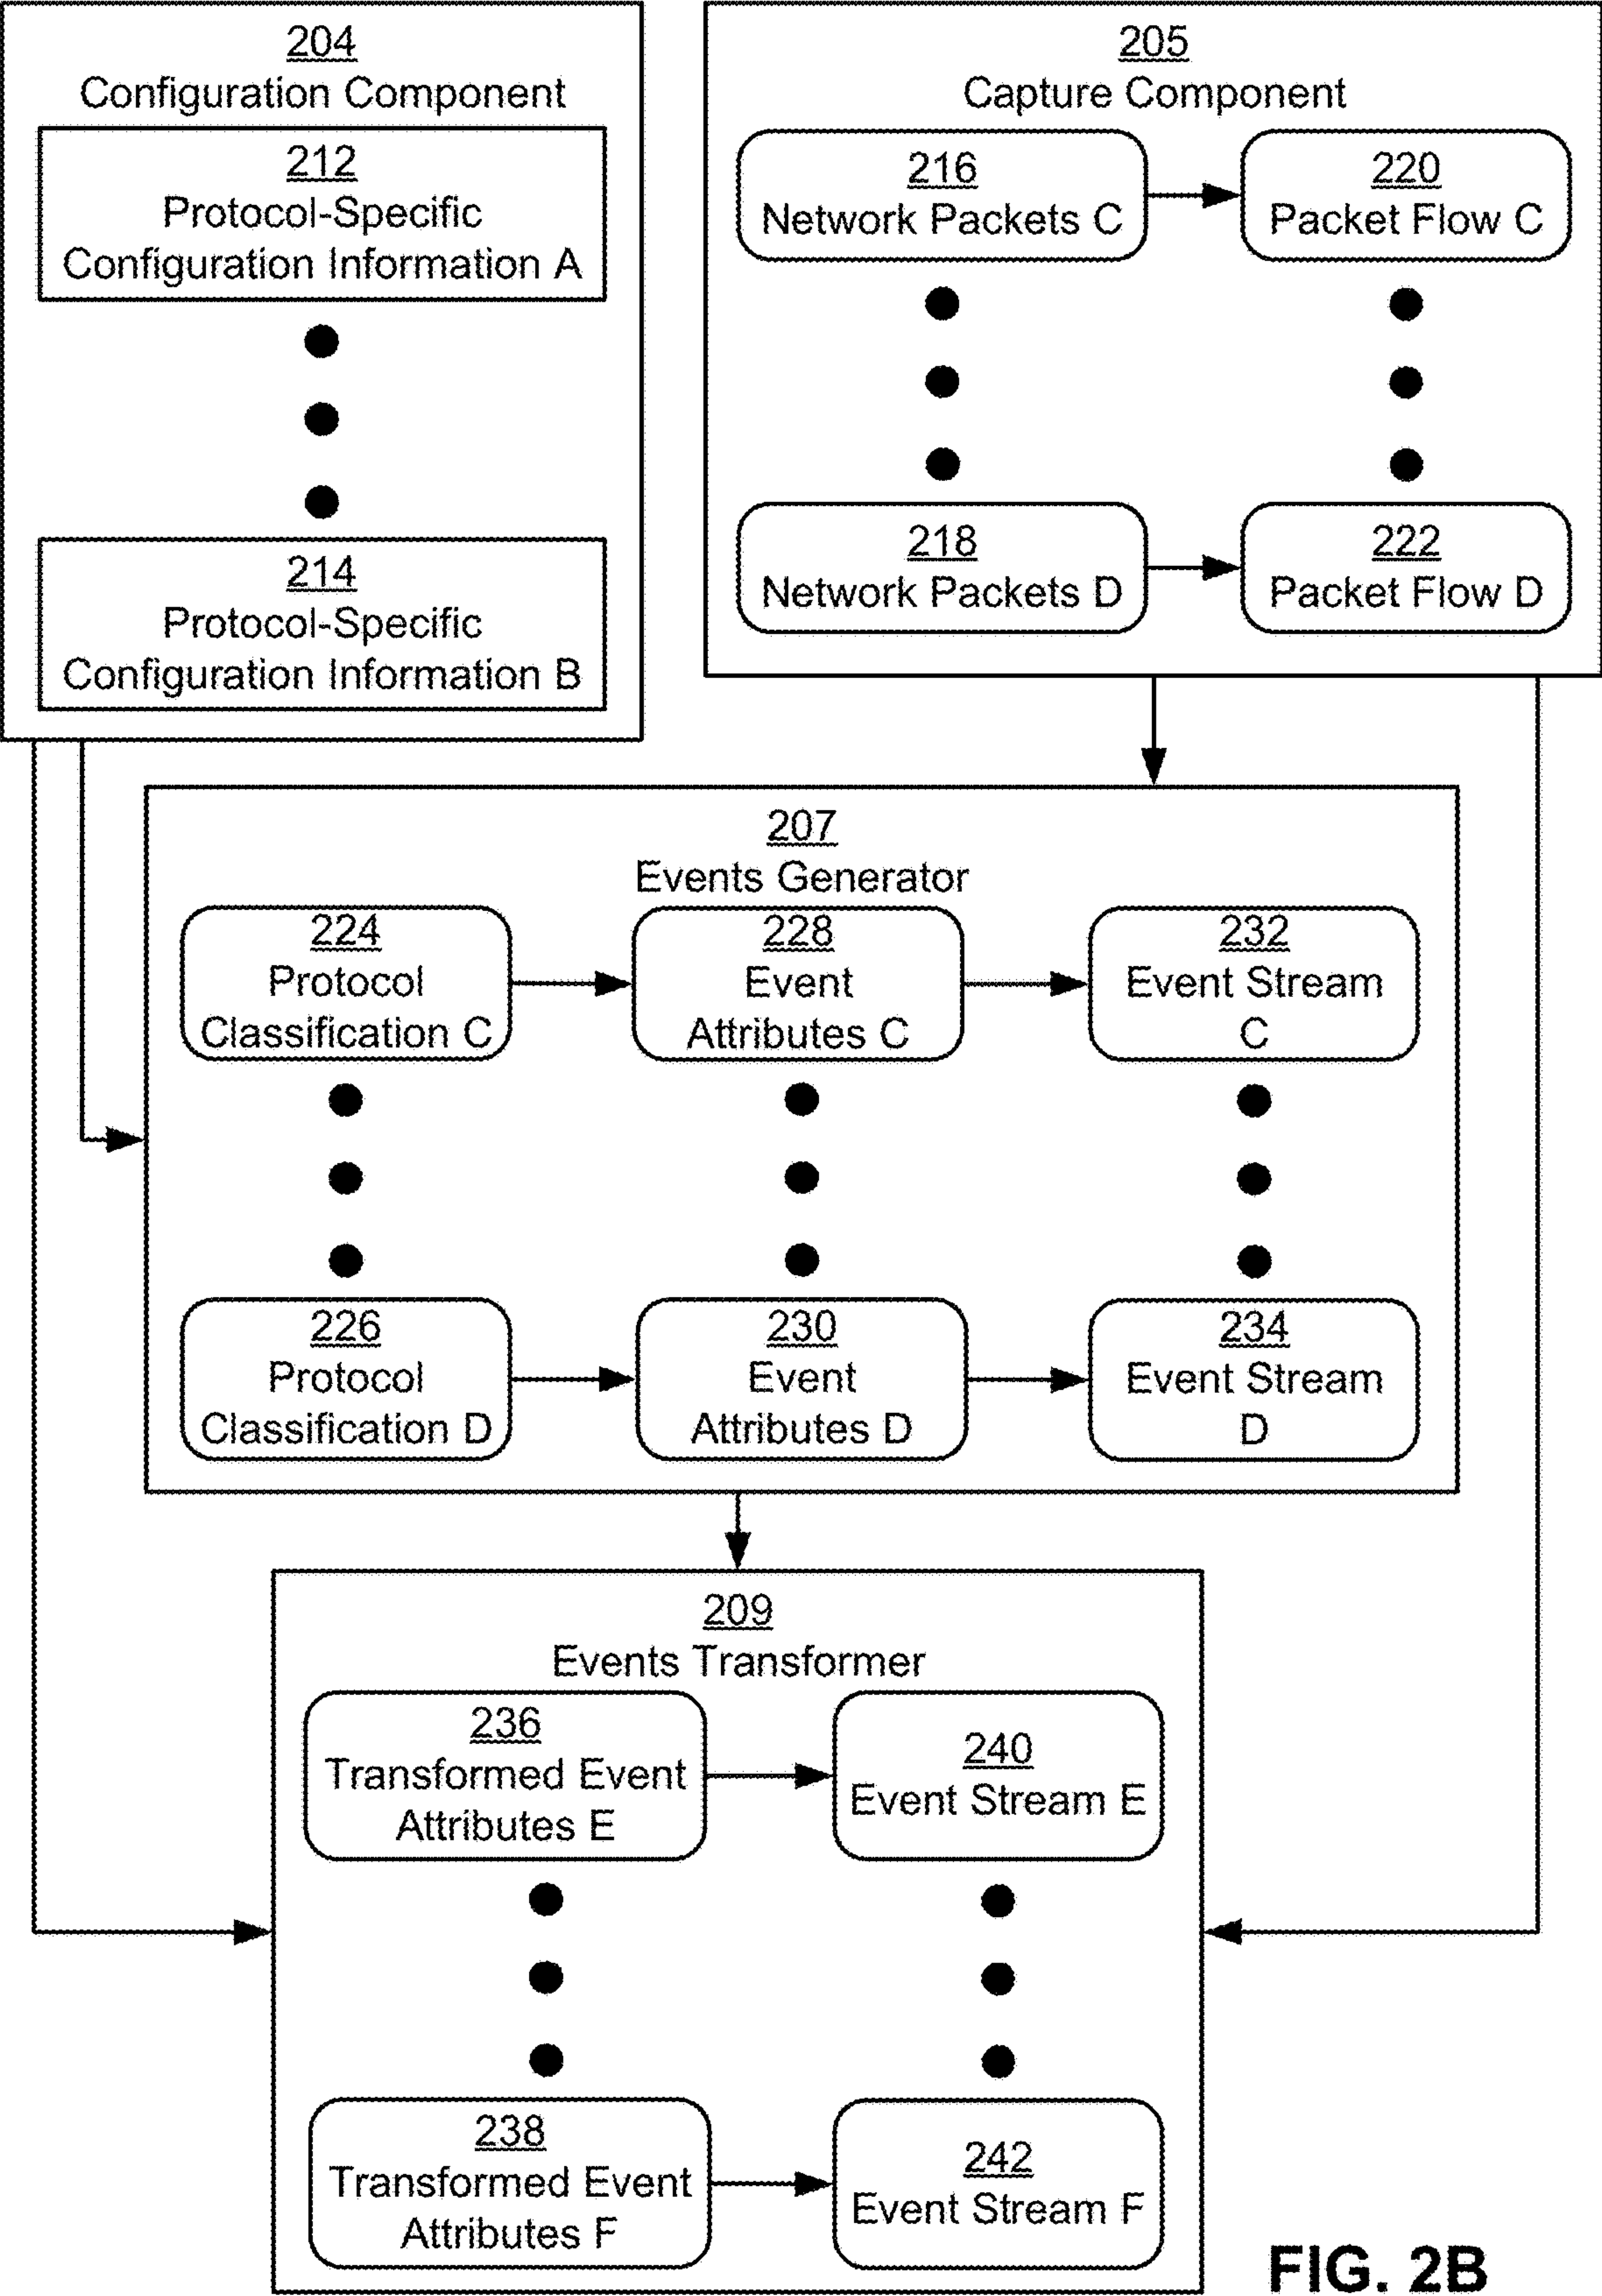 204
Configuration Component
212
Protocol-Specific
Configuration Information A
214
Protocol-Specific
Configuration Information B
205
Capture Component
216
Network Packets C
220
Packet Flow C
218
Network Packets D
222
Packet Flow D
207
Events Generator
224
Protocol
Classification C
228
Event
Attributes C
232
Event Stream
C
226
Protocol
Classification D
230
Event
Attributes D
234
Event Stream
D
209
Events Transformer
236
Transformed Event
Attributes E
240
Event Stream E
238
Transformed Event
Attributes F
242
Event Stream F
FIG. 2B